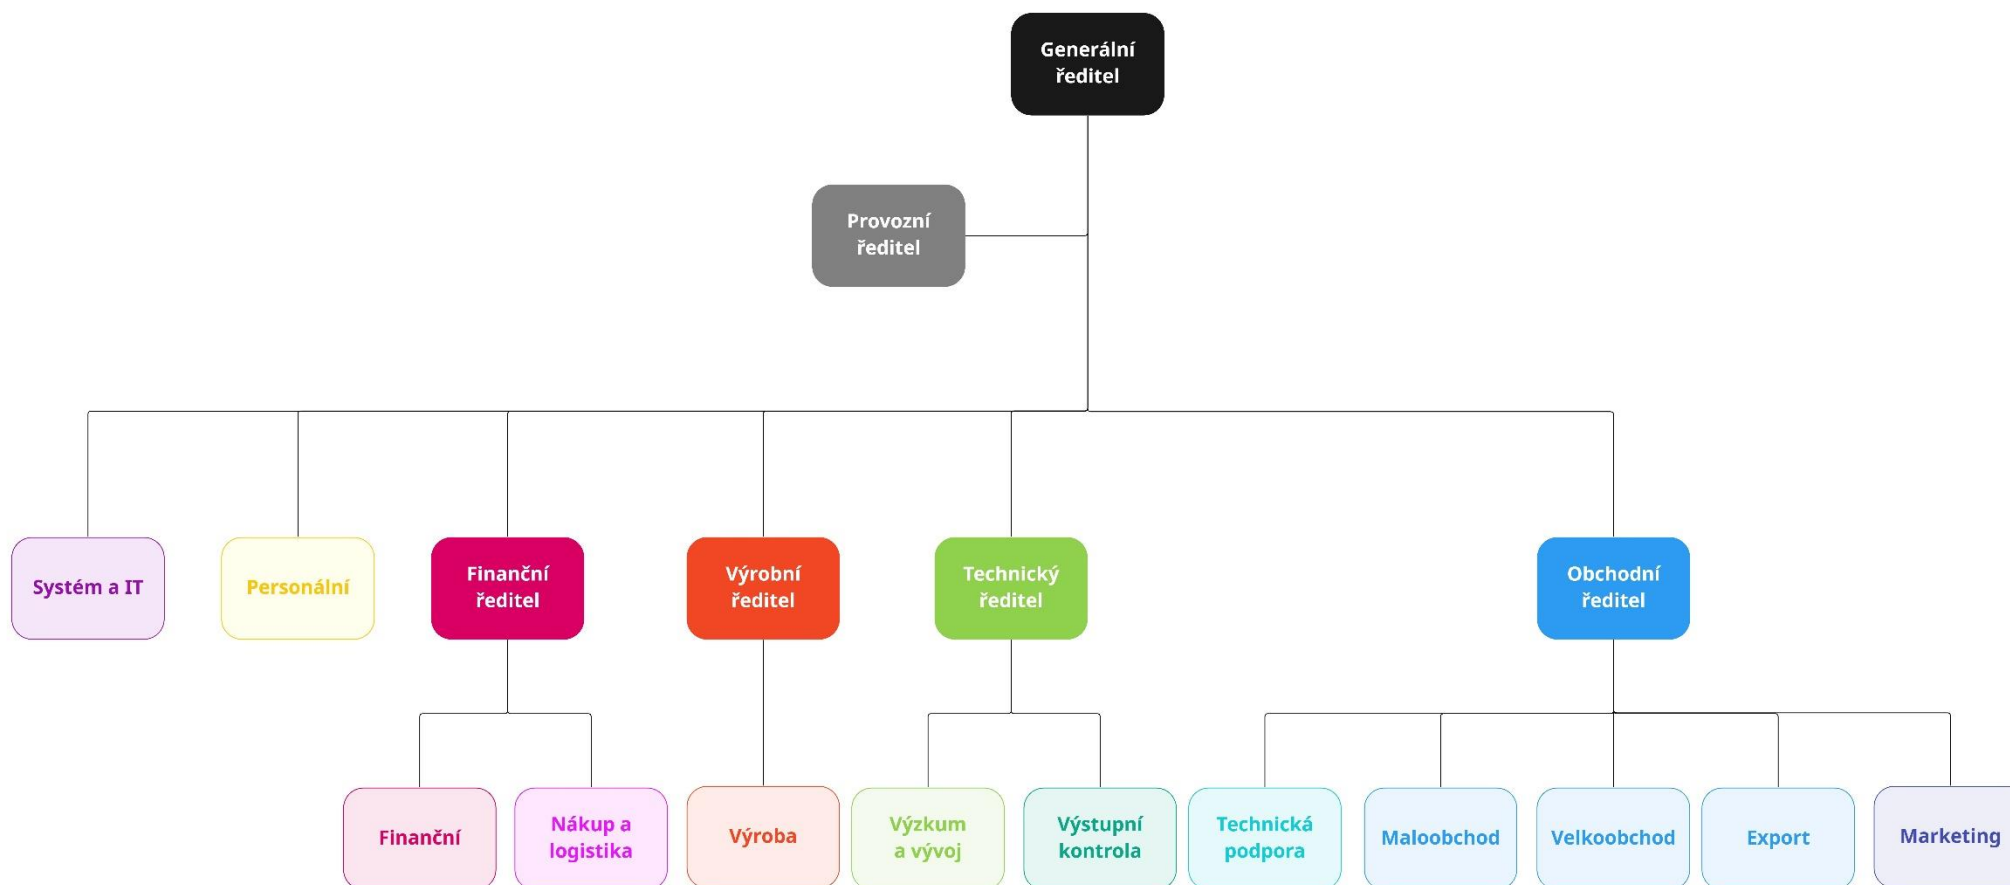 Generální
ředitel
Provozní
ředitel
Systém a IT
Personální
Finanční
ředitel
Výrobní
ředitel
Technický
ředitel
Obchodní
ředitel
Finanční
Nákup a
logistika
Výroba
Výzkum
a vývoj
Výstupní
kontrola
Technická
podpora
Maloobchod
Velkoobchod
Export
Marketing